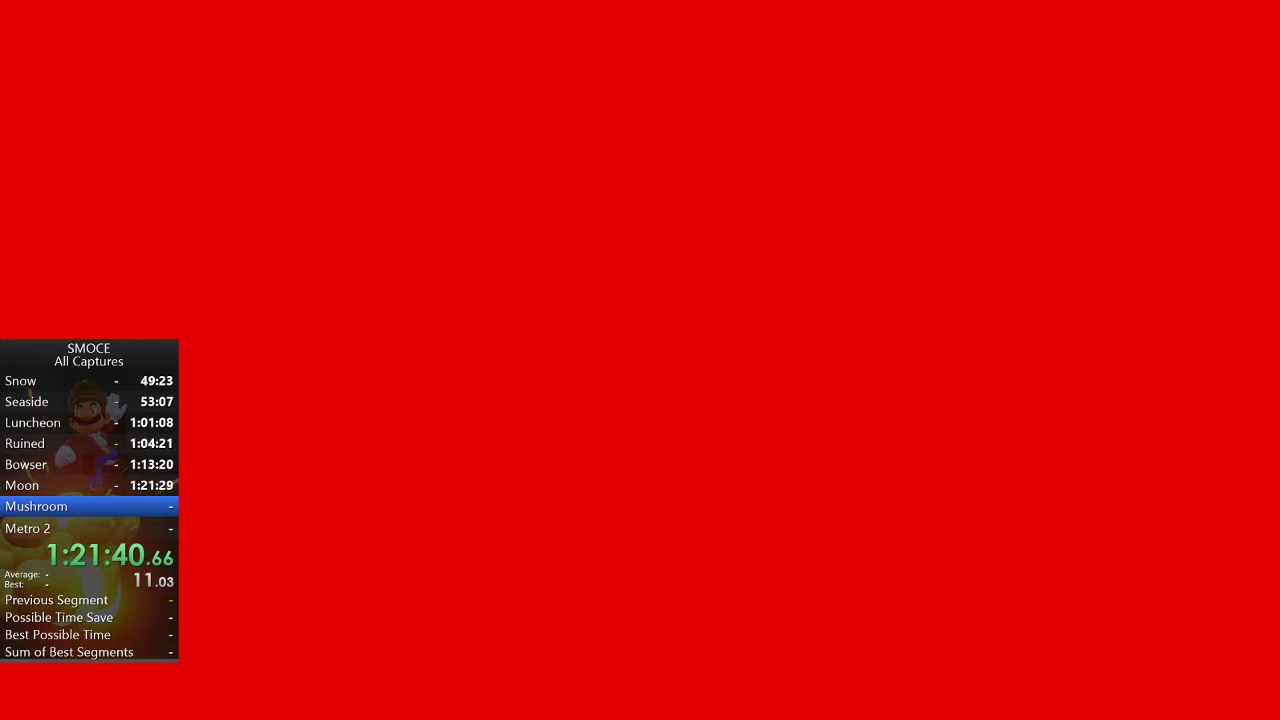 SMOCE
All Captures
Snow - 49:23
Seaside - 53:07
Luncheon - 1:01:08
Ruined - 1:04:21
Bowser - 1:13:20
Moon - 1:21:29
Mushroom -
Metro 2 -
1:21:40.66
Average: - 11.03
Best: -
Previous Segment -
Possible Time Save -
Best Possible Time -
Sum of Best Segments -